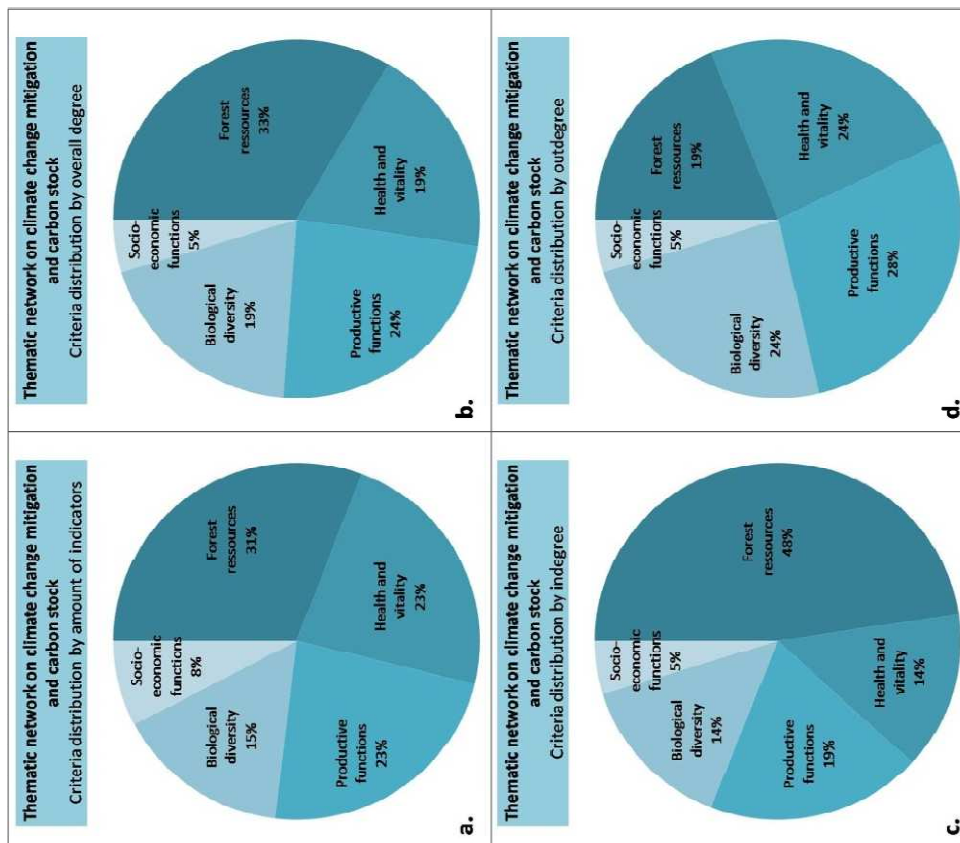 Thematic network on climate change mitigation
and carbon stock
Criteria distribution by amount of indicators
Socio-
economic
functions
8%
Forest
ressources
31%
Health and
vitality
23%
Productive
functions
23%
Biological
diversity
15%
a.
Thematic network on climate change mitigation
and carbon stock
Criteria distribution by overall degree
Socio-
economic
functions
5%
Forest
ressources
33%
Health and
vitality
19%
Productive
functions
24%
Biological
diversity
19%
b.
Thematic network on climate change mitigation
and carbon stock
Criteria distribution by indegree
Socio-
economic
functions
5%
Forest
ressources
48%
Health and
vitality
14%
Productive
functions
19%
Biological
diversity
14%
c.
Thematic network on climate change mitigation
and carbon stock
Criteria distribution by outdegree
Socio-
economic
functions
5%
Forest
ressources
19%
Health and
vitality
24%
Productive
functions
28%
Biological
diversity
24%
d.